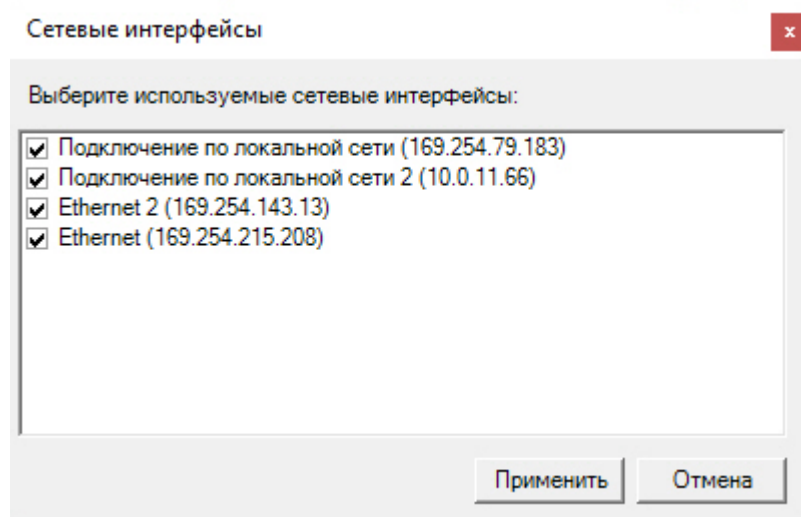 Сетевые интерфейсы
x
Выберите используемые сетевые интерфейсы:
Подключение по локальной сети (169.254.79.183)
Подключение по локальной сети 2 (10.0.11.66)
Ethernet 2 (169.254.143.13)
Ethernet (169.254.215.208)
Применить Отмена